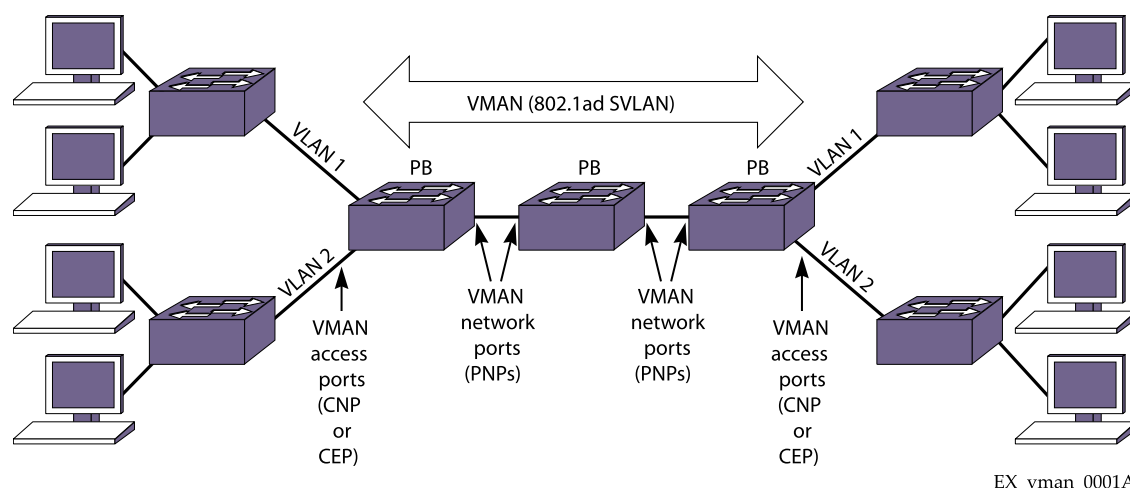 VMAN (802.1ad SVLAN)
VLAN 1
VLAN 1
PB
PB
PB
VLAN 2
VLAN 2
VMAN
access
ports
(CNP
or
CEP)
VMAN
network
ports
(PNPs)
VMAN
network
ports
(PNPs)
VMAN
access
ports
(CNP
or
CEP)
EX_vman_0001A